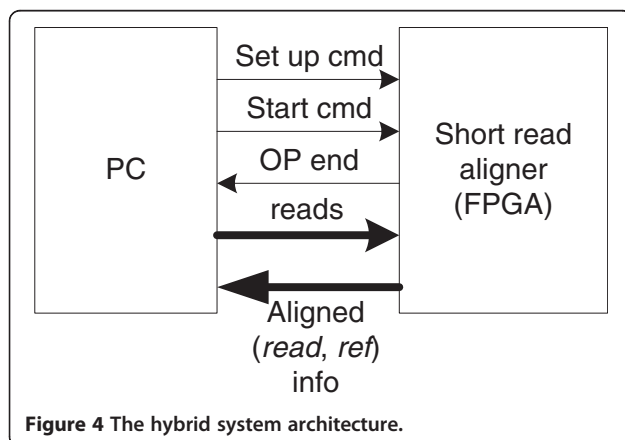 Set up cmd
Start cmd
OP end
reads
PC
Short read
aligner
(FPGA)
Aligned
(read, ref)
info
Figure 4 The hybrid system architecture.